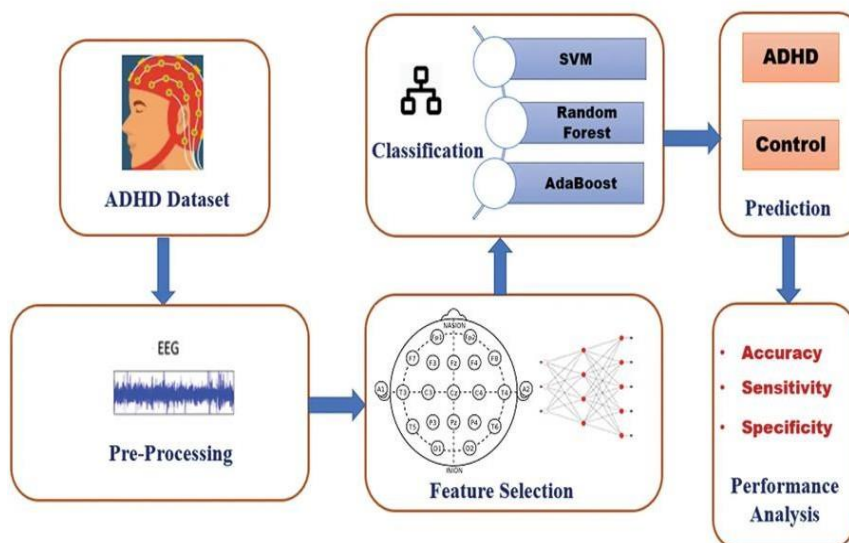 ADHD Dataset
EEG
Pre-Processing
NASION
Fp1 Fp2
F7 F3 Fz F4 F8
A1 T3 C3 Cz C4 T4 A2
T5 P3 Pz P4 T6
O1 O2
INION
Feature Selection
Classification
SVM
Random
Forest
AdaBoost
ADHD
Control
Prediction
• Accuracy
• Sensitivity
• Specificity
Performance
Analysis